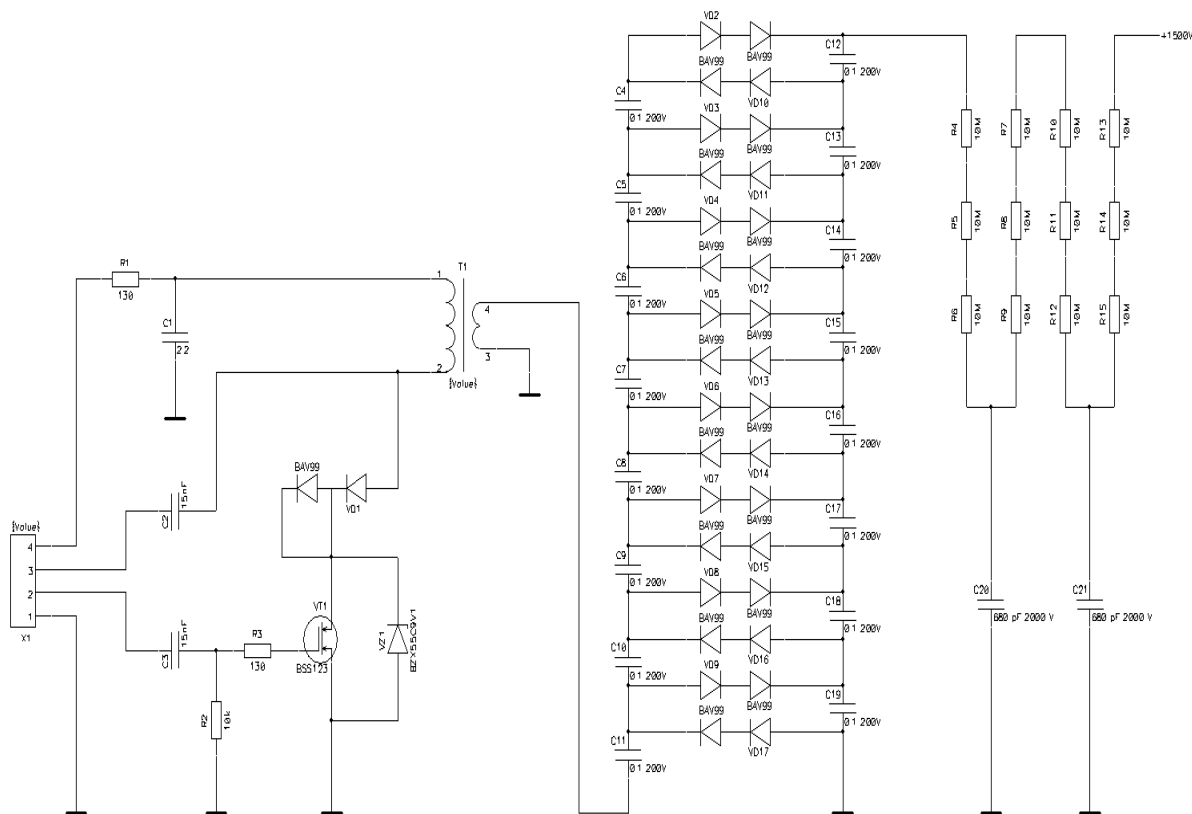 VD2
BAV99
BAV99
VD10
C4
0.1 200V
C12
0.1 200V
VD3
BAV99
BAV99
VD11
C5
0.1 200V
C13
0.1 200V
VD4
BAV99
BAV99
VD12
C6
0.1 200V
C14
0.1 200V
VD5
BAV99
BAV99
VD13
C7
0.1 200V
C15
0.1 200V
VD6
BAV99
BAV99
VD14
C8
0.1 200V
C16
0.1 200V
VD7
BAV99
BAV99
VD15
C9
0.1 200V
C17
0.1 200V
VD8
BAV99
BAV99
VD16
C10
0.1 200V
C18
0.1 200V
VD9
BAV99
BAV99
VD17
C11
0.1 200V
C19
0.1 200V
+1500V
R4
10M
R7
10M
R10
10M
R13
10M
R5
10M
R8
10M
R11
10M
R14
10M
R6
10M
R9
10M
R12
10M
R15
10M
C20
680 pF 2000 V
C21
680 pF 2000 V
R1
130
C1
22
1
T1
4
3
2
{Value}
BAV99
VD1
C2
15nF
{Value}
4
3
2
1
X1
C3
15nF
R3
130
VT1
BSS123
VZ1
BZX55C9V1
R2
10k